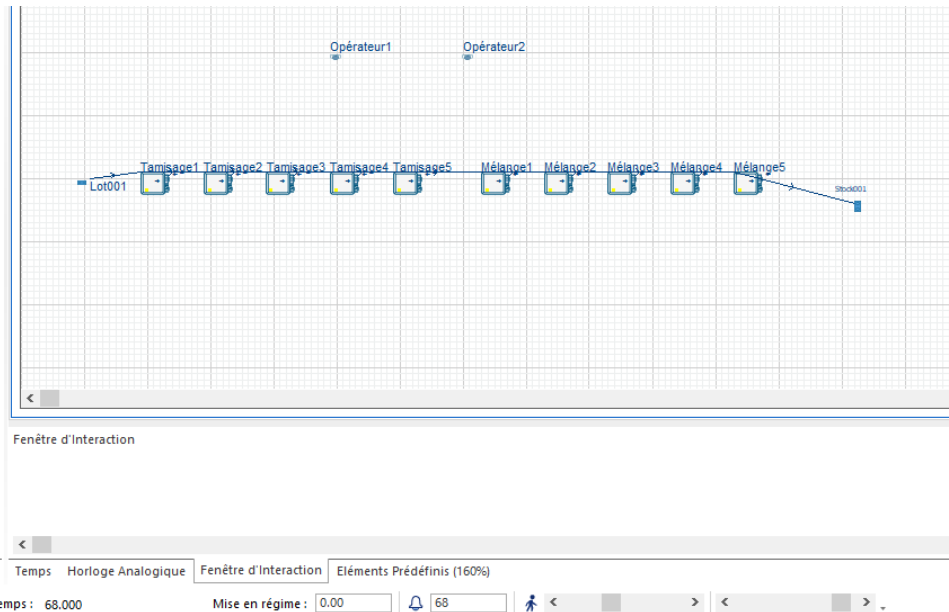 Opérateur1 Opérateur2
Tamisage1 Tamisage2 Tamisage3 Tamisage4 Tamisage5 Mélange1 Mélange2 Mélange3 Mélange4 Mélange5
Lot001
Stock001
Fenêtre d'Interaction
Temps Horloge Analogique Fenêtre d'Interaction Eléments Prédéfinis (160%)
emps : 68.000 Mise en régime : 0.00 68